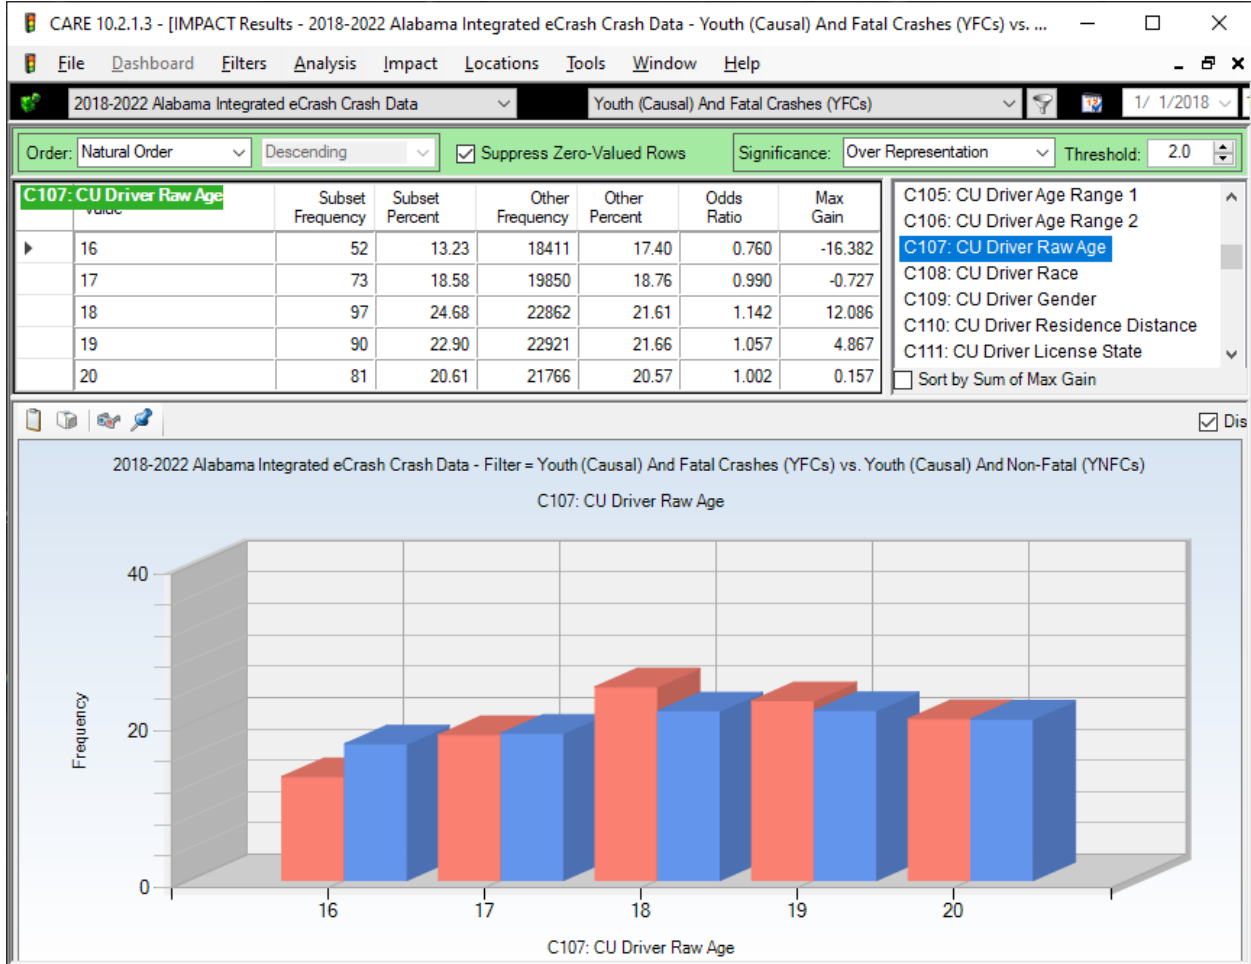 CARE 10.2.1.3 - [IMPACT Results - 2018-2022 Alabama Integrated eCrash Crash Data - Youth (Causal) And Fatal Crashes (YFCs) vs. ...
File Dashboard Filters Analysis Impact Locations Tools Window Help
2018-2022 Alabama Integrated eCrash Crash Data Youth (Causal) And Fatal Crashes (YFCs) 1/ 1/2018
Order: Natural Order Descending Suppress Zero-Valued Rows Significance: Over Representation Threshold: 2.0
C107: CU Driver Raw Age Subset Frequency Subset Percent Other Frequency Other Percent Odds Ratio Max Gain
16 52 13.23 18411 17.40 0.760 -16.382
17 73 18.58 19850 18.76 0.990 -0.727
18 97 24.68 22862 21.61 1.142 12.086
19 90 22.90 22921 21.66 1.057 4.867
20 81 20.61 21766 20.57 1.002 0.157
C105: CU Driver Age Range 1
C106: CU Driver Age Range 2
C107: CU Driver Raw Age
C108: CU Driver Race
C109: CU Driver Gender
C110: CU Driver Residence Distance
C111: CU Driver License State
Sort by Sum of Max Gain
Dis
2018-2022 Alabama Integrated eCrash Crash Data - Filter = Youth (Causal) And Fatal Crashes (YFCs) vs. Youth (Causal) And Non-Fatal (YNFCs)
C107: CU Driver Raw Age
40
20
0
Frequency
16 17 18 19 20
C107: CU Driver Raw Age